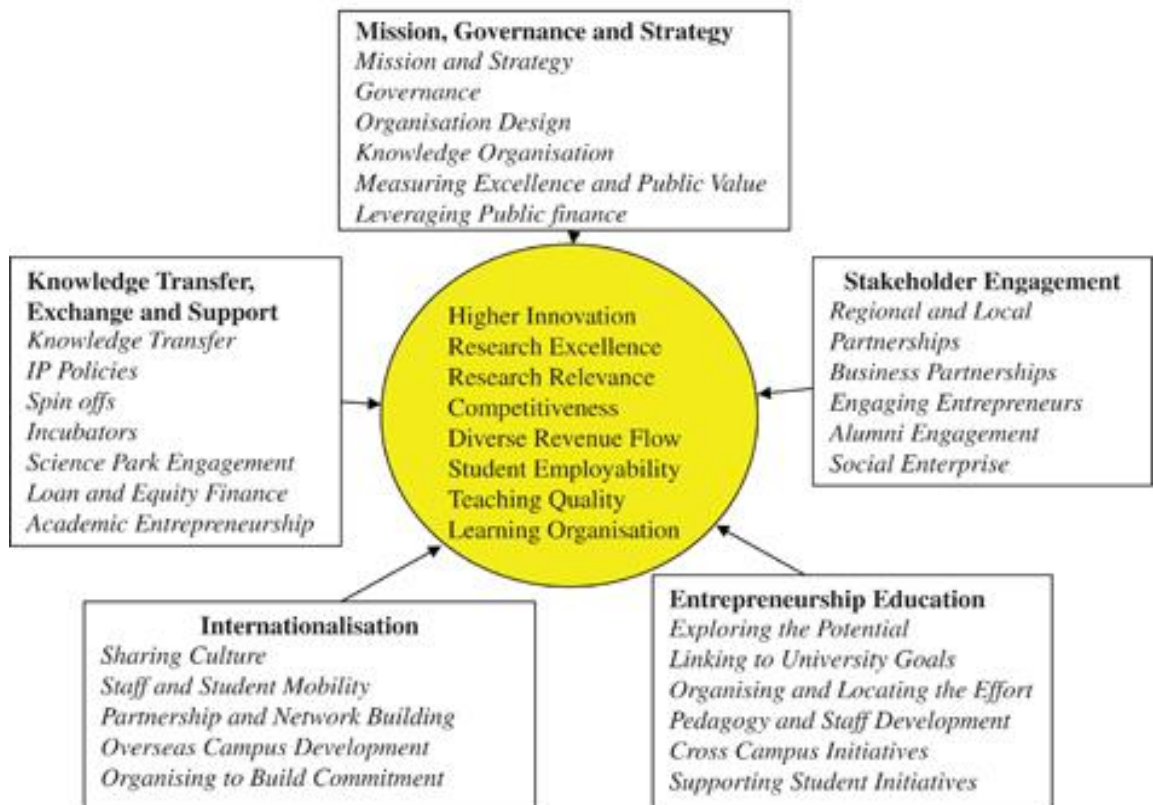 Mission, Governance and Strategy
Mission and Strategy
Governance
Organisation Design
Knowledge Organisation
Measuring Excellence and Public Value
Leveraging Public finance
Knowledge Transfer,
Exchange and Support
Knowledge Transfer
IP Policies
Spin offs
Incubators
Science Park Engagement
Loan and Equity Finance
Academic Entrepreneurship
Higher Innovation
Research Excellence
Research Relevance
Competitiveness
Diverse Revenue Flow
Student Employability
Teaching Quality
Learning Organisation
Stakeholder Engagement
Regional and Local
Partnerships
Business Partnerships
Engaging Entrepreneurs
Alumni Engagement
Social Enterprise
Internationalisation
Sharing Culture
Staff and Student Mobility
Partnership and Network Building
Overseas Campus Development
Organising to Build Commitment
Entrepreneurship Education
Exploring the Potential
Linking to University Goals
Organising and Locating the Effort
Pedagogy and Staff Development
Cross Campus Initiatives
Supporting Student Initiatives